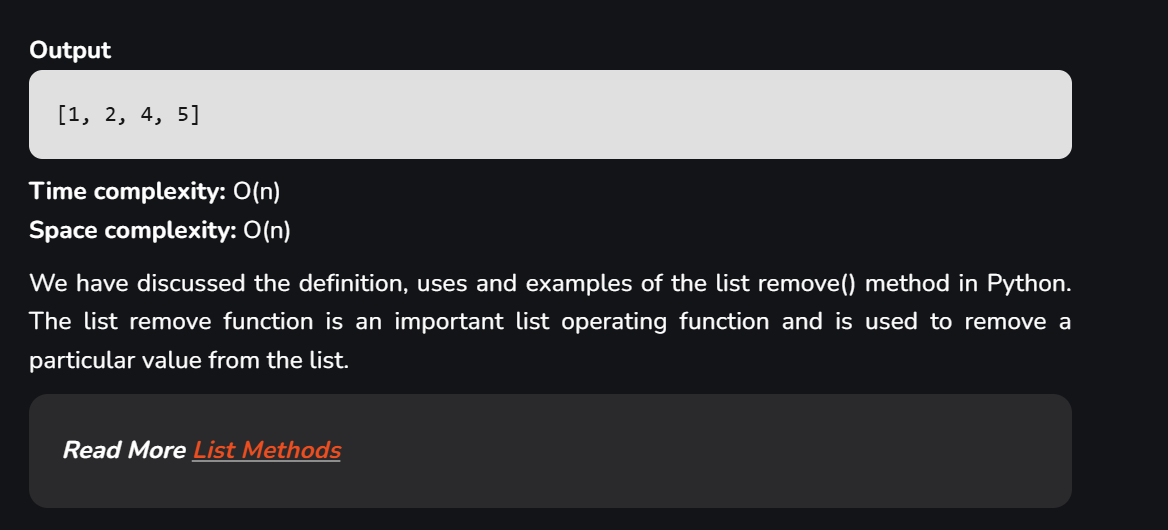 Output
[1, 2, 4, 5]
Time complexity: O(n)
Space complexity: O(n)
We have discussed the definition, uses and examples of the list remove() method in Python.
The list remove function is an important list operating function and is used to remove a
particular value from the list.
Read More List Methods